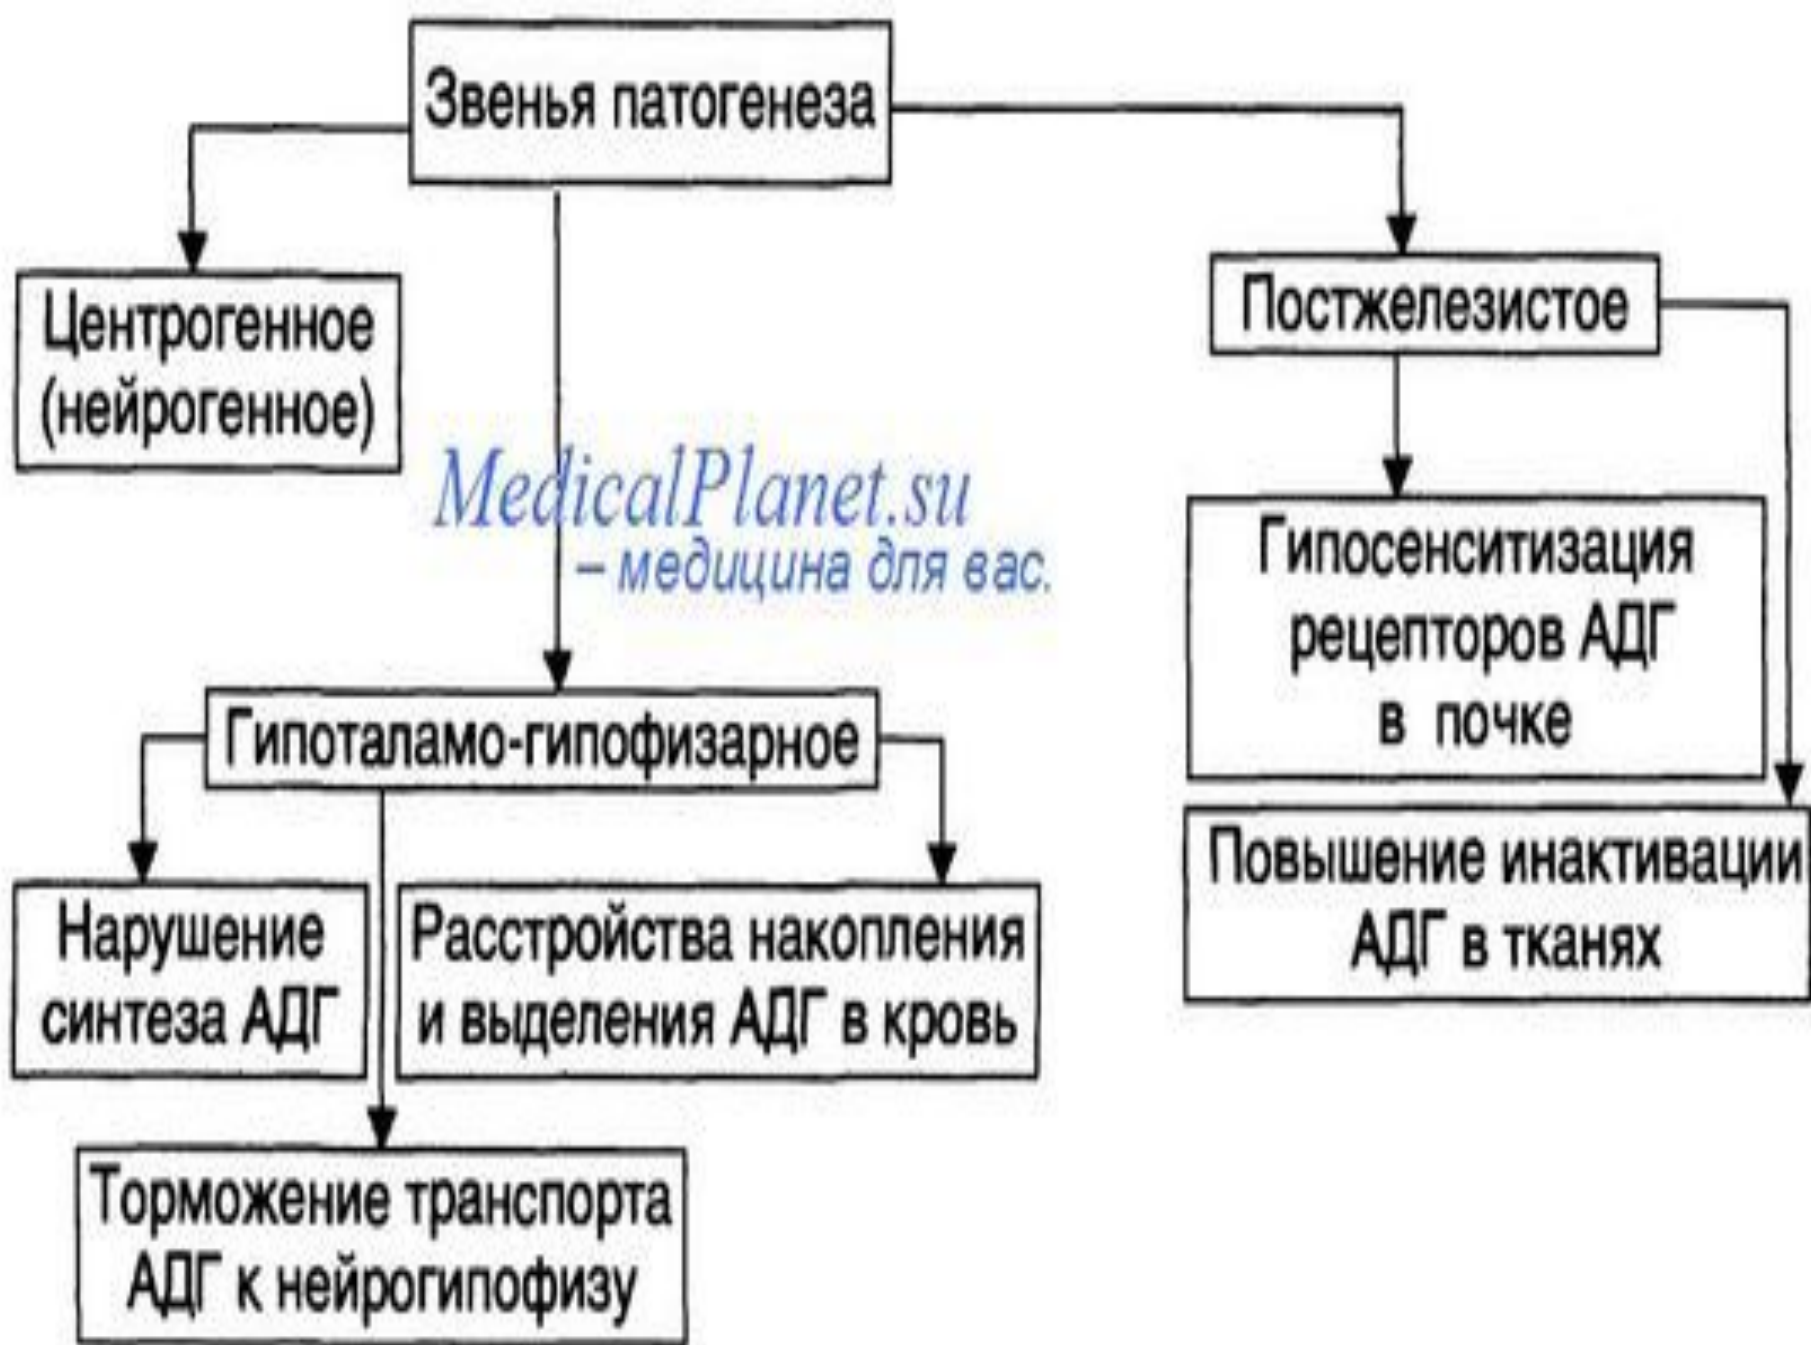 Звенья патогенеза
Центрогенное
(нейрогенное)
Постжелезистое
MedicalPlanet.su
– медицина для вас.
Гипосенситизация
рецепторов АДГ
в почке
Гипоталамо-гипофизарное
Повышение инактивации
АДГ в тканях
Нарушение
синтеза АДГ
Расстройства накопления
и выделения АДГ в кровь
Торможение транспорта
АДГ к нейрогипофизу